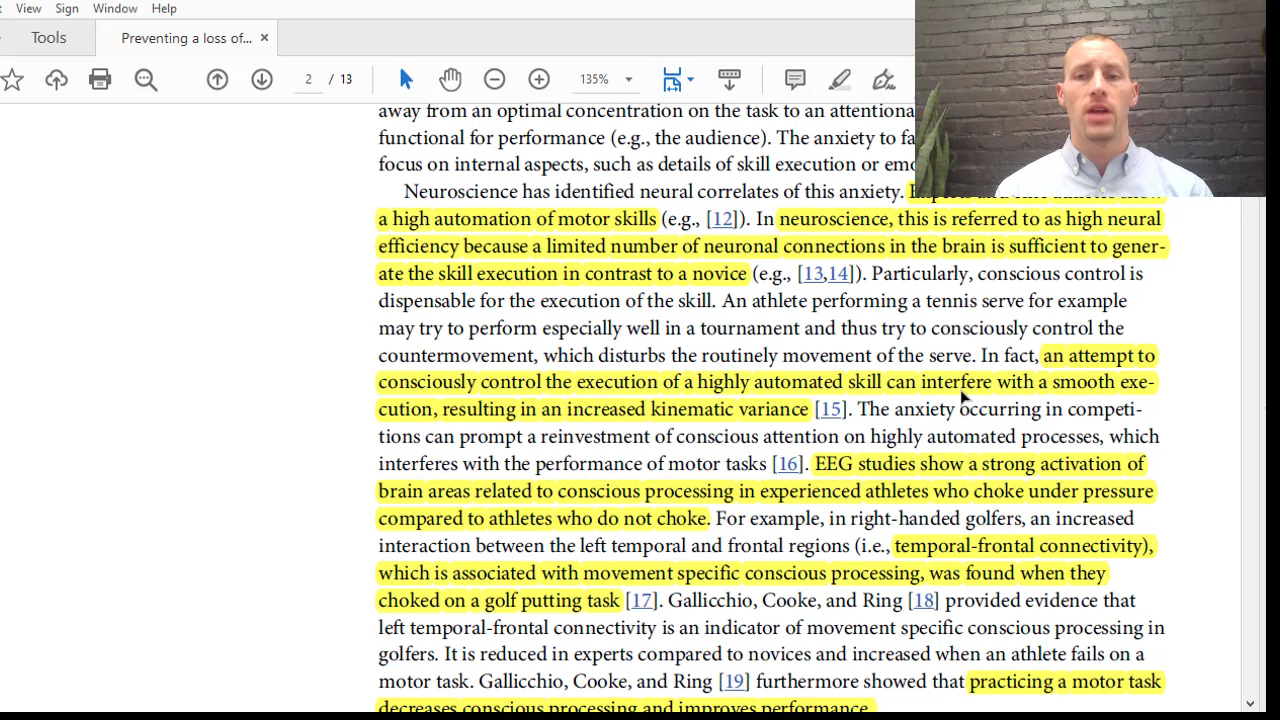 View Sign Window Help
Tools Preventing a loss of... ×
2 / 13 135%
away from an optimal concentration on the task to an attentiona
functional for performance (e.g., the audience). The anxiety to fa
focus on internal aspects, such as details of skill execution or emo
Neuroscience has identified neural correlates of this anxiety.
a high automation of motor skills (e.g., [12]). In neuroscience, this is referred to as high neural
efficiency because a limited number of neuronal connections in the brain is sufficient to gener-
ate the skill execution in contrast to a novice (e.g., [13,14]). Particularly, conscious control is
dispensable for the execution of the skill. An athlete performing a tennis serve for example
may try to perform especially well in a tournament and thus try to consciously control the
countermovement, which disturbs the routinely movement of the serve. In fact, an attempt to
consciously control the execution of a highly automated skill can interfere with a smooth exe-
cution, resulting in an increased kinematic variance [15]. The anxiety occurring in competi-
tions can prompt a reinvestment of conscious attention on highly automated processes, which
interferes with the performance of motor tasks [16]. EEG studies show a strong activation of
brain areas related to conscious processing in experienced athletes who choke under pressure
compared to athletes who do not choke. For example, in right-handed golfers, an increased
interaction between the left temporal and frontal regions (i.e., temporal-frontal connectivity),
which is associated with movement specific conscious processing, was found when they
choked on a golf putting task [17]. Gallicchio, Cooke, and Ring [18] provided evidence that
left temporal-frontal connectivity is an indicator of movement specific conscious processing in
golfers. It is reduced in experts compared to novices and increased when an athlete fails on a
motor task. Gallicchio, Cooke, and Ring [19] furthermore showed that practicing a motor task
decreases conscious processing and improves performance.